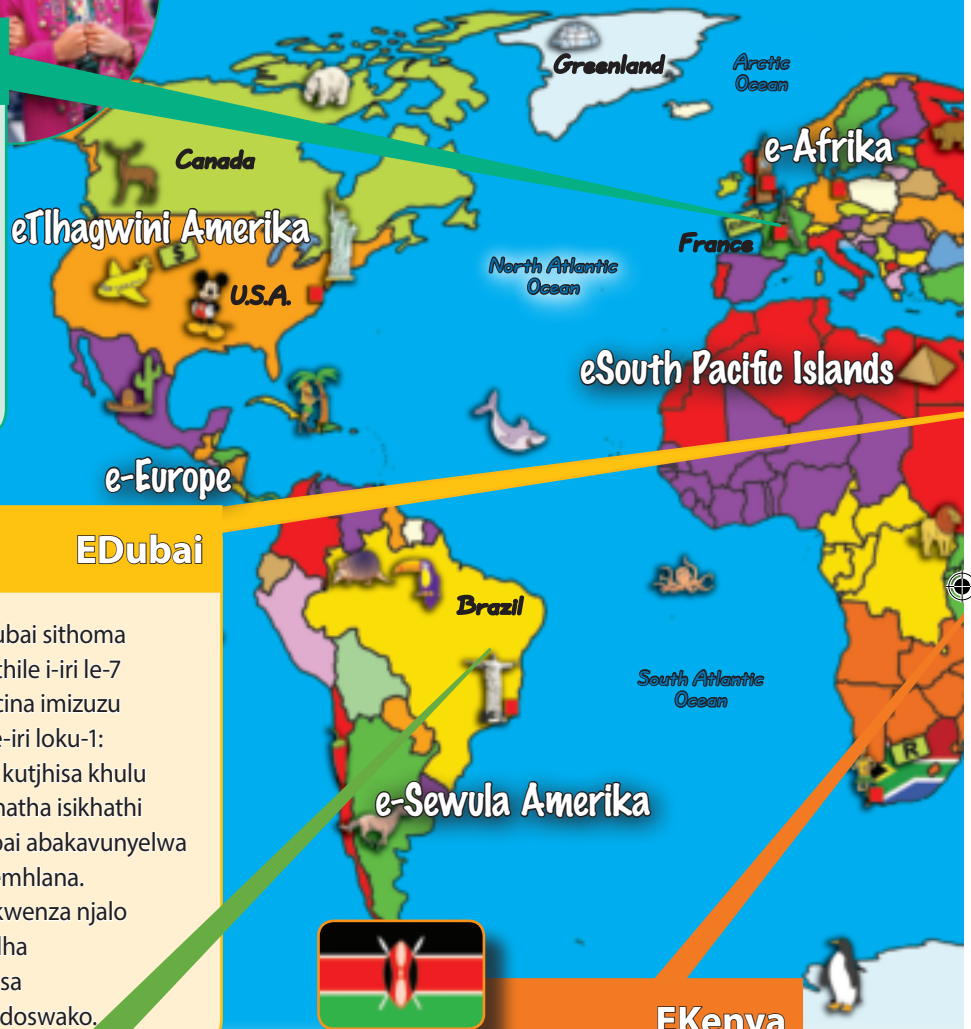 Greenland
Arctic
Ocean
e-Afrika
Canada
eTlhagwini Amerika
France
North Atlantic
Ocean
$
U.S.A.
eSouth Pacific Islands
e-Europe
EDubai
Brazil
ubai sithoma
thile i-iri le-7
cina imizuzu
e-iri loku-1:
kutjhisa khulu
hatha isikhathi
bai abakavunyelwa
emhlana.
kwenza njalo
lha
sa
doswako.
South Atlantic
Ocean
R
e-Sewula Amerika
EKenya